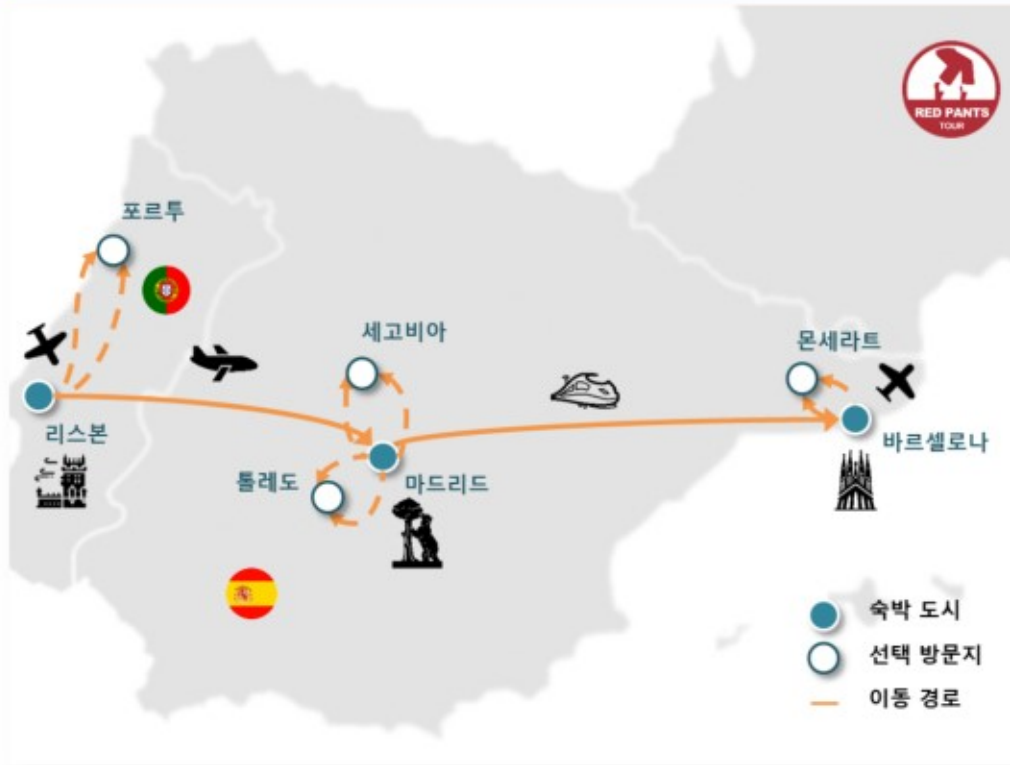 RED PANTS
TOUR
포르투
세고비아
몬세라트
리스본
바르셀로나
톨레도
마드리드
숙박 도시
선택 방문지
이동 경로